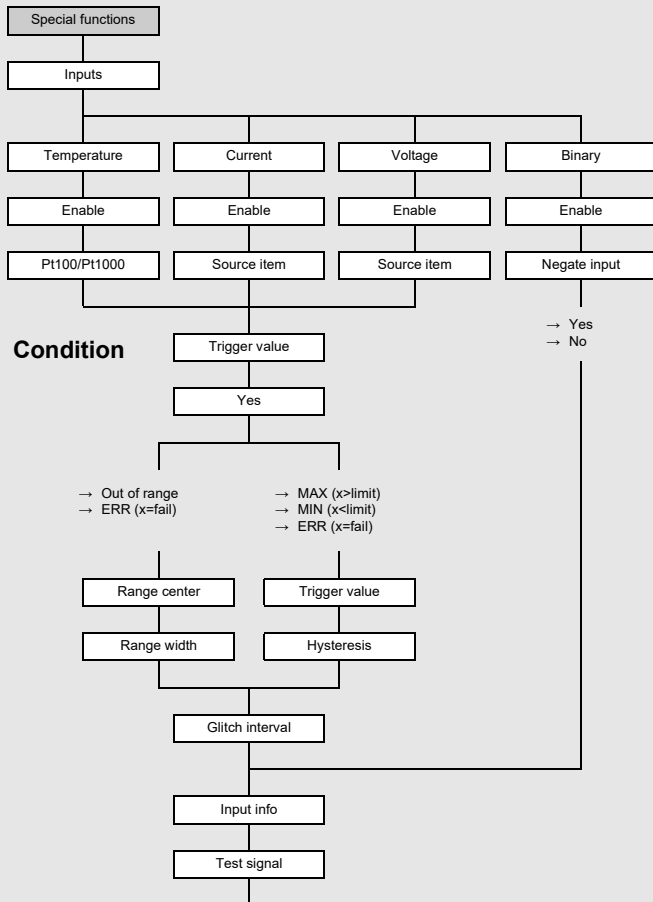 Special functions
Inputs
Temperature
Current
Voltage
Binary
Enable
Enable
Enable
Enable
Pt100/Pt1000
Source item
Source item
Negate input
→ Yes
→ No
Condition
Trigger value
Yes
→ Out of range
→ ERR (x=fail)
→ MAX (x>limit)
→ MIN (x<limit)
→ ERR (x=fail)
Range center
Trigger value
Range width
Hysteresis
Glitch interval
Input info
Test signal